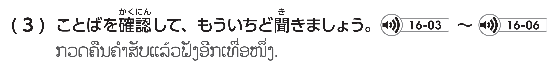 (3) ことばを確認して、もういちど聞きましょう。 16-03 ～ 16-06
ກວດຄືນຄຳສັບແລ້ວຟັງອີກເທື່ອໜຶ່ງ.